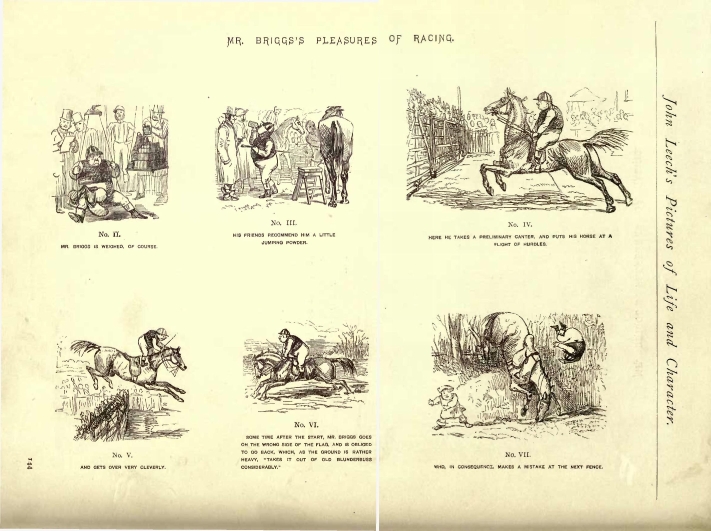 MR. BRIGGS'S PLEASURES OF RACING.
No. II.
MR. BRIGGS IS WEIGHED, OF COURSE.
No. III.
HIS FRIENDS RECOMMEND HIM A LITTLE
JUMPING POWDER.
No. IV.
HERE HE TAKES A PRELIMINARY CANTER, AND PUTS HIS HORSE AT A
FLIGHT OF HURDLES.
No. V.
AND GETS OVER VERY CLEVERLY.
No. VI.
SOME TIME AFTER THE START, MR. BRIGGS GOES
ON THE WRONG SIDE OF THE FLAG, AND IS OBLIGED
TO GO BACK, WHICH, AS THE GROUND IS RATHER
HEAVY, "TAKES IT OUT OF OLD BLUNDERBUSS
CONSIDERABLY."
No. VII.
WHO, IN CONSEQUENCE, MAKES A MISTAKE AT THE NEXT FENCE.
John Leech's Pictures of Life and Character.